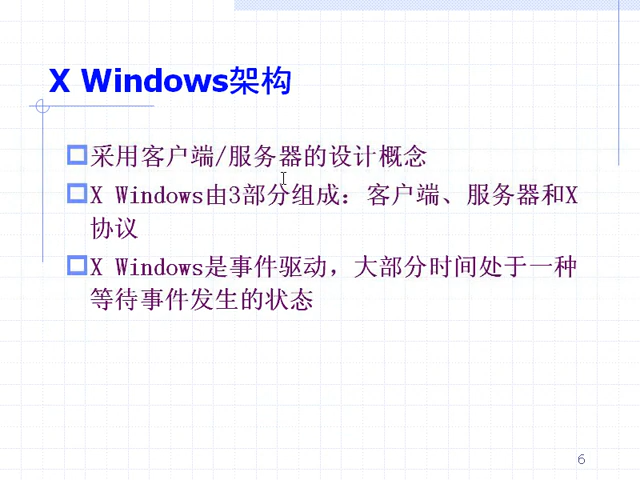 X Windows架构
采用客户端/服务器的设计概念
X Windows由3部分组成：客户端、服务器和X
协议
X Windows是事件驱动，大部分时间处于一种
等待事件发生的状态
6